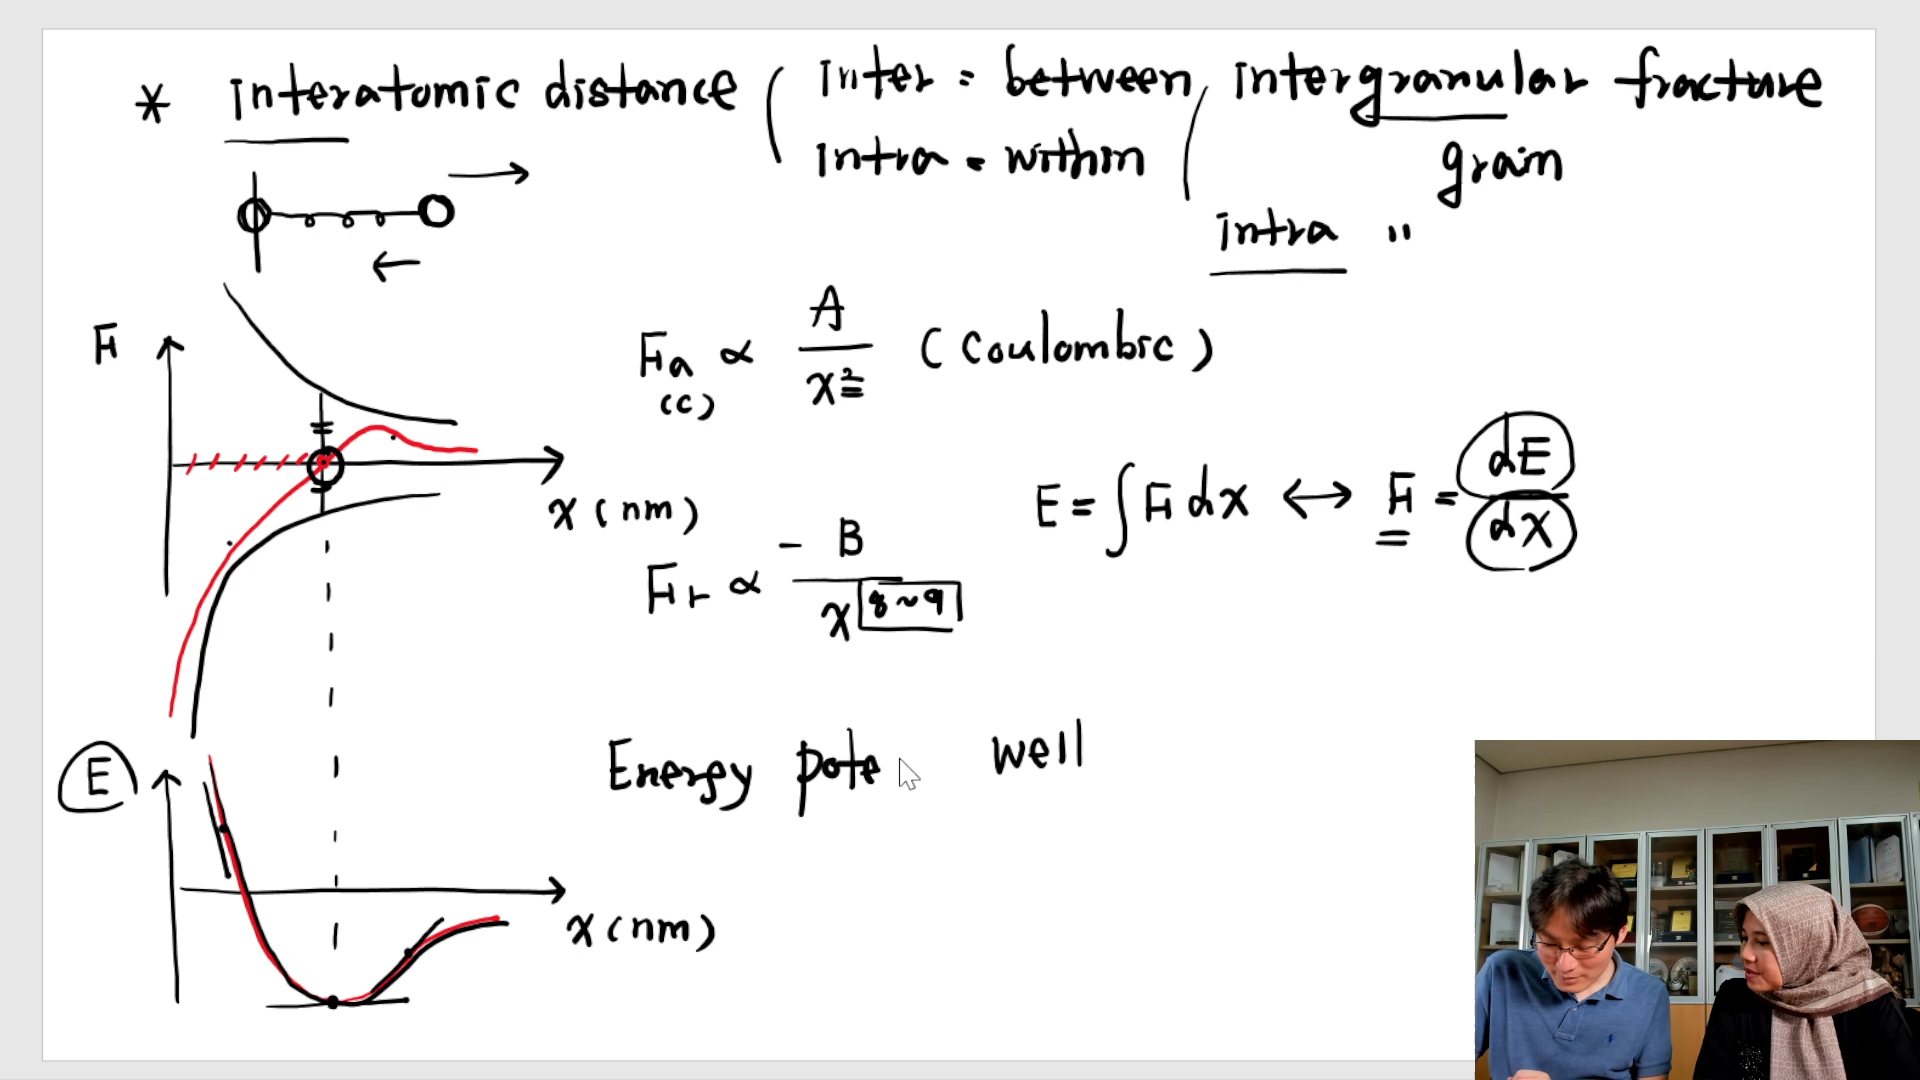 * interatomic distance ( inter = between / intergranular fracture
intra = within
grain
intra "
F
Fa ∝ A / x² (Coulombic)
(c)
x (nm)
E = ∫ F dx ↔ F = dE / dx
Fr ∝ - B / x 8~9
Energy pote well
E
x (nm)